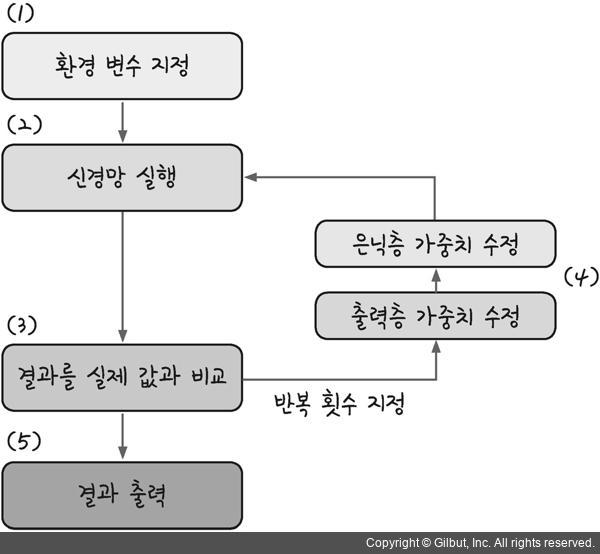 (1)
환경 변수 지정
(2)
신경망 실행
은닉층 가중치 수정
(4)
출력층 가중치 수정
(3)
결과를 실제 값과 비교
반복 횟수 지정
(5)
결과 출력
Copyright © Gilbut, Inc. All rights reserved.